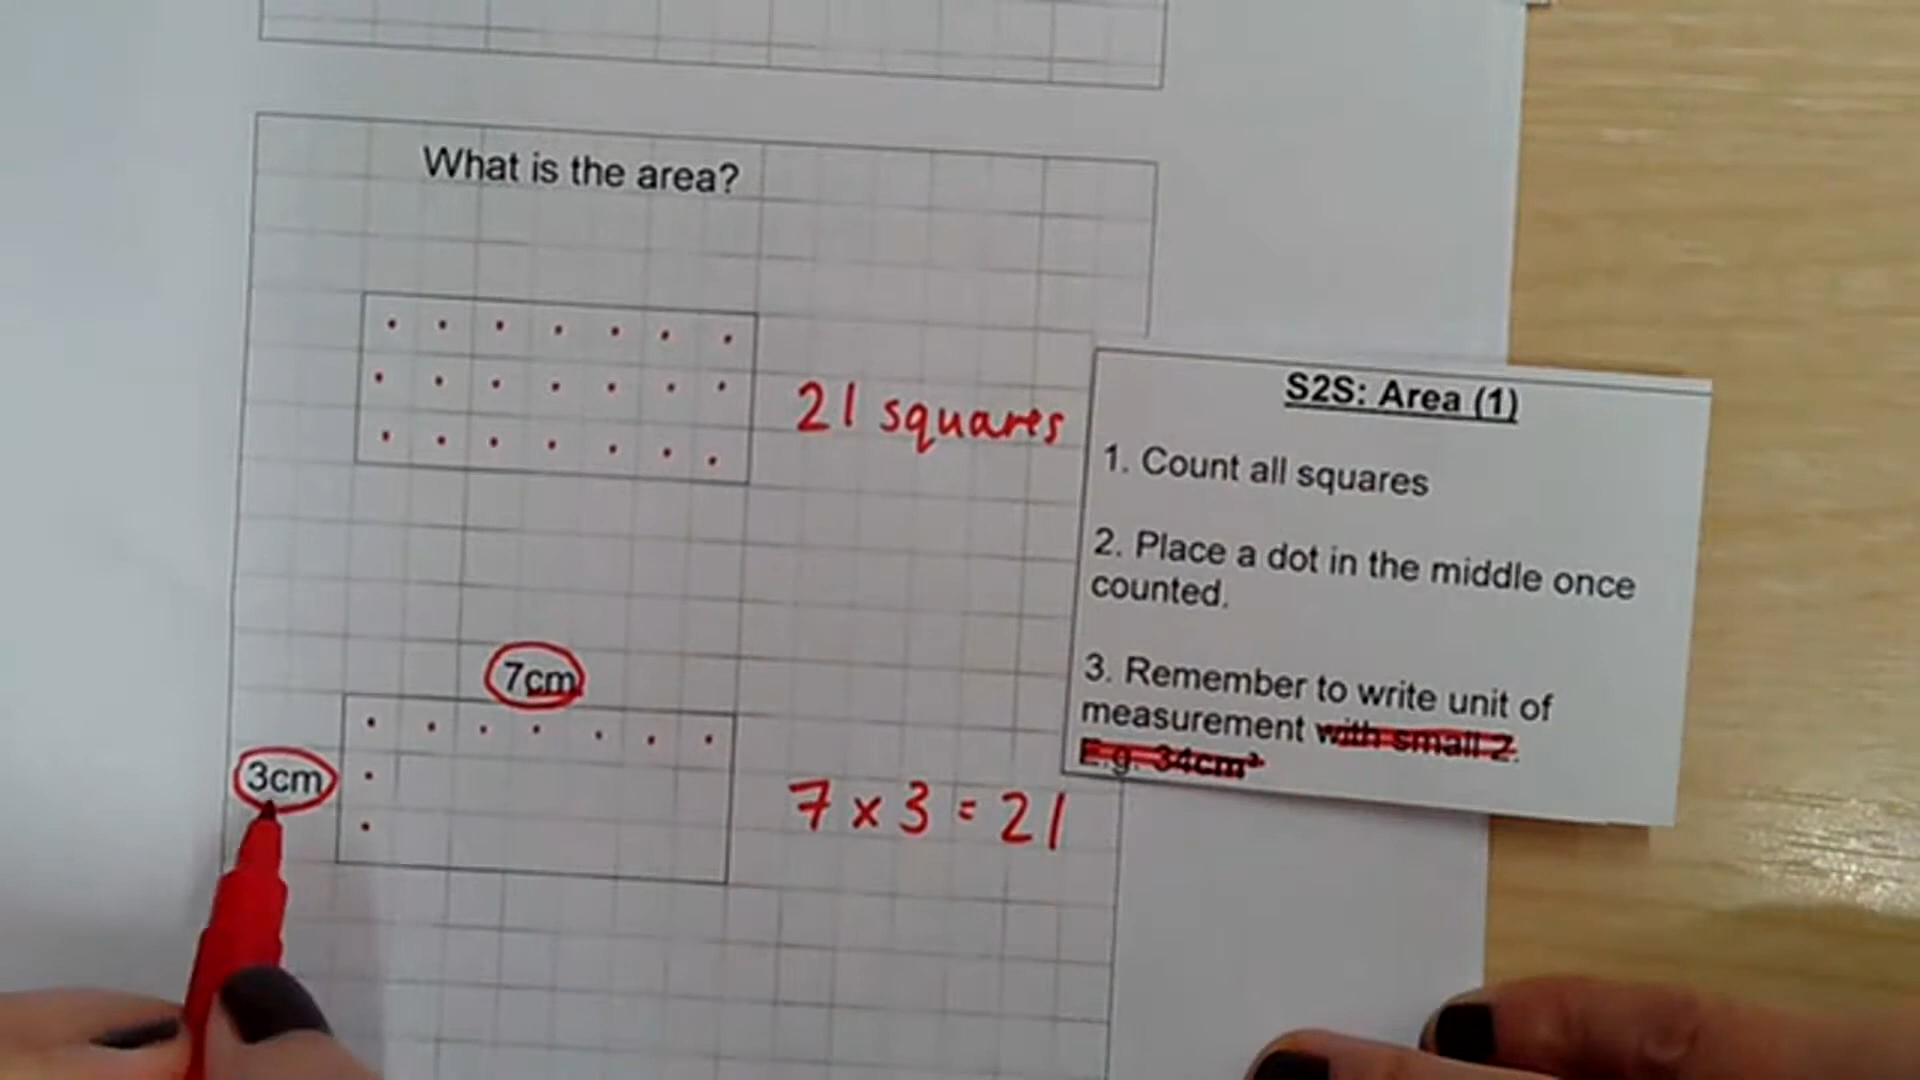 What is the area?
21 squares
7cm
3cm
7 x 3 = 21
S2S: Area (1)
1. Count all squares
2. Place a dot in the middle once
counted.
3. Remember to write unit of
measurement with small 2.
E.g. 34cm²